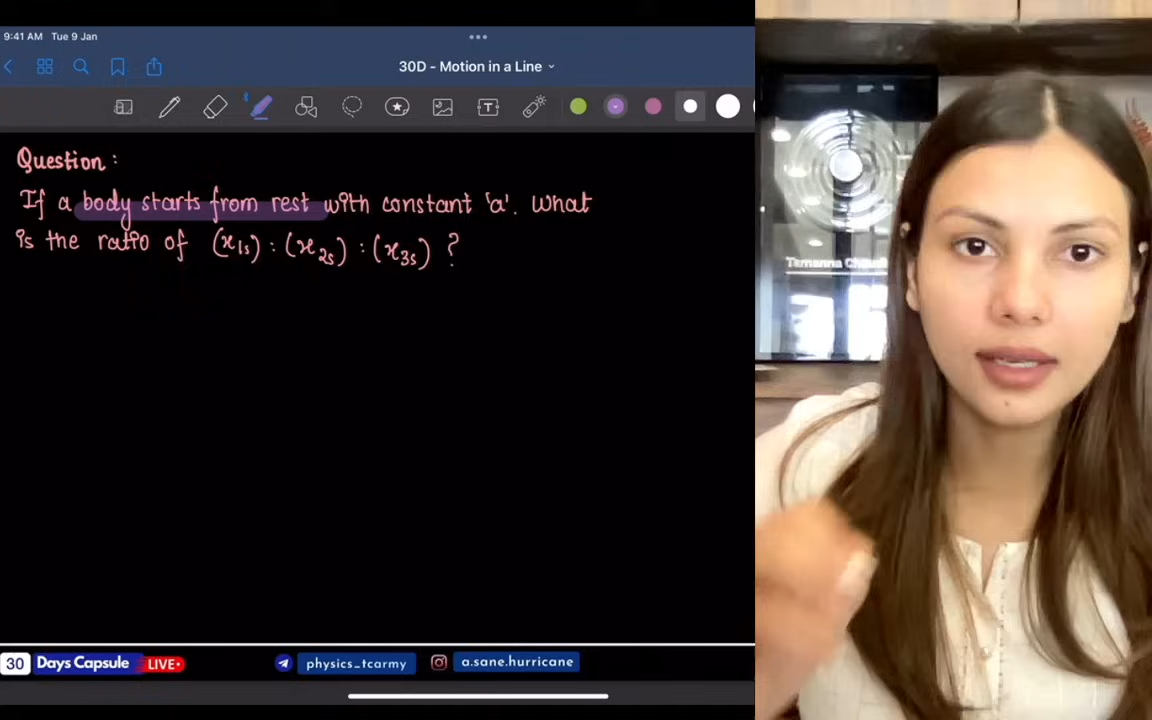 9:41 AM Tue 9 Jan
30D - Motion in a Line
Question:
If a body starts from rest with constant 'a'. What
is the ratio of (x₁ₛ) : (x₂ₛ) : (x₃ₛ) ?
Tamanna
30 Days Capsule LIVE
physics_tcarmy
a.sane.hurricane